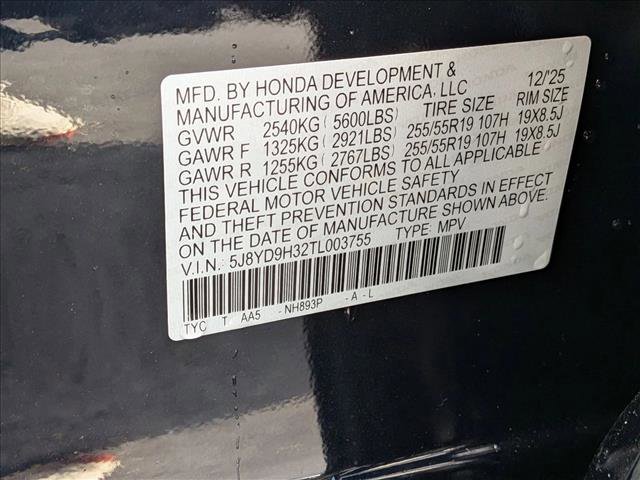 MFD. BY HONDA DEVELOPMENT & 12/'25
MANUFACTURING OF AMERICA, LLC TIRE SIZE RIM SIZE
GVWR 2540KG (5600LBS)
GAWR F 1325KG (2921LBS) 255/55R19 107H 19X8.5J
GAWR R 1255KG (2767LBS) 255/55R19 107H 19X8.5J
THIS VEHICLE CONFORMS TO ALL APPLICABLE
FEDERAL MOTOR VEHICLE SAFETY
AND THEFT PREVENTION STANDARDS IN EFFECT
ON THE DATE OF MANUFACTURE SHOWN ABOVE.
V.I.N.: 5J8YD9H32TL003755 TYPE: MPV
TYC T AA5 - NH893P - A - L